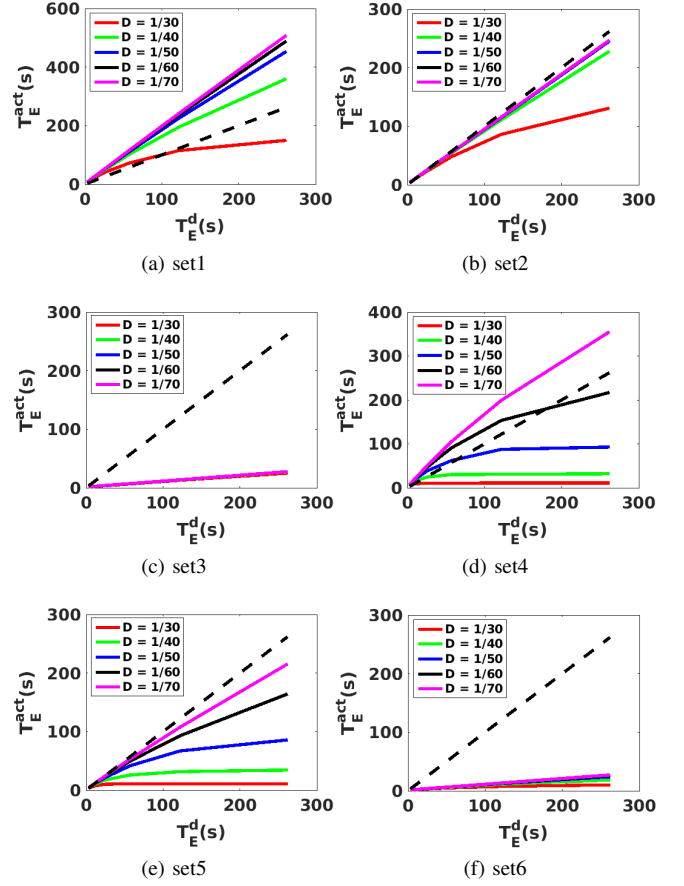 600
400
200
0
T_E^act(s)
D = 1/30
D = 1/40
D = 1/50
D = 1/60
D = 1/70
0 100 200 300
T_E^d(s)
(a) set1
300
200
100
0
T_E^act(s)
D = 1/30
D = 1/40
D = 1/50
D = 1/60
D = 1/70
0 100 200 300
T_E^d(s)
(b) set2
300
200
100
0
T_E^act(s)
D = 1/30
D = 1/40
D = 1/50
D = 1/60
D = 1/70
0 100 200 300
T_E^d(s)
(c) set3
400
300
200
100
0
T_E^act(s)
D = 1/30
D = 1/40
D = 1/50
D = 1/60
D = 1/70
0 100 200 300
T_E^d(s)
(d) set4
300
200
100
0
T_E^act(s)
D = 1/30
D = 1/40
D = 1/50
D = 1/60
D = 1/70
0 100 200 300
T_E^d(s)
(e) set5
300
200
100
0
T_E^act(s)
D = 1/30
D = 1/40
D = 1/50
D = 1/60
D = 1/70
0 100 200 300
T_E^d(s)
(f) set6